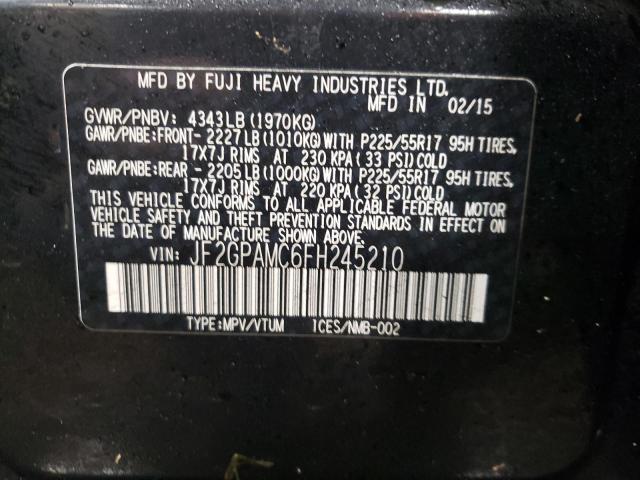 MFD BY FUJI HEAVY INDUSTRIES LTD.
MFD IN 02/15
GVWR/PNBV: 4343LB (1970KG)
GAWR/PNBE:FRONT- 2227LB (1010KG) WITH P225/55R17 95H TIRES,
17X7J RIMS AT 230 KPA (33 PSI) COLD
GAWR/PNBE:REAR - 2205LB (1000KG) WITH P225/55R17 95H TIRES,
17X7J RIMS AT 220 KPA (32 PSI) COLD
THIS VEHICLE CONFORMS TO ALL APPLICABLE FEDERAL MOTOR
VEHICLE SAFETY AND THEFT PREVENTION STANDARDS IN EFFECT ON
THE DATE OF MANUFACTURE SHOWN ABOVE.
VIN: JF2GPAMC6FH245210
TYPE:MPV/VTUM ICES/NMB-002